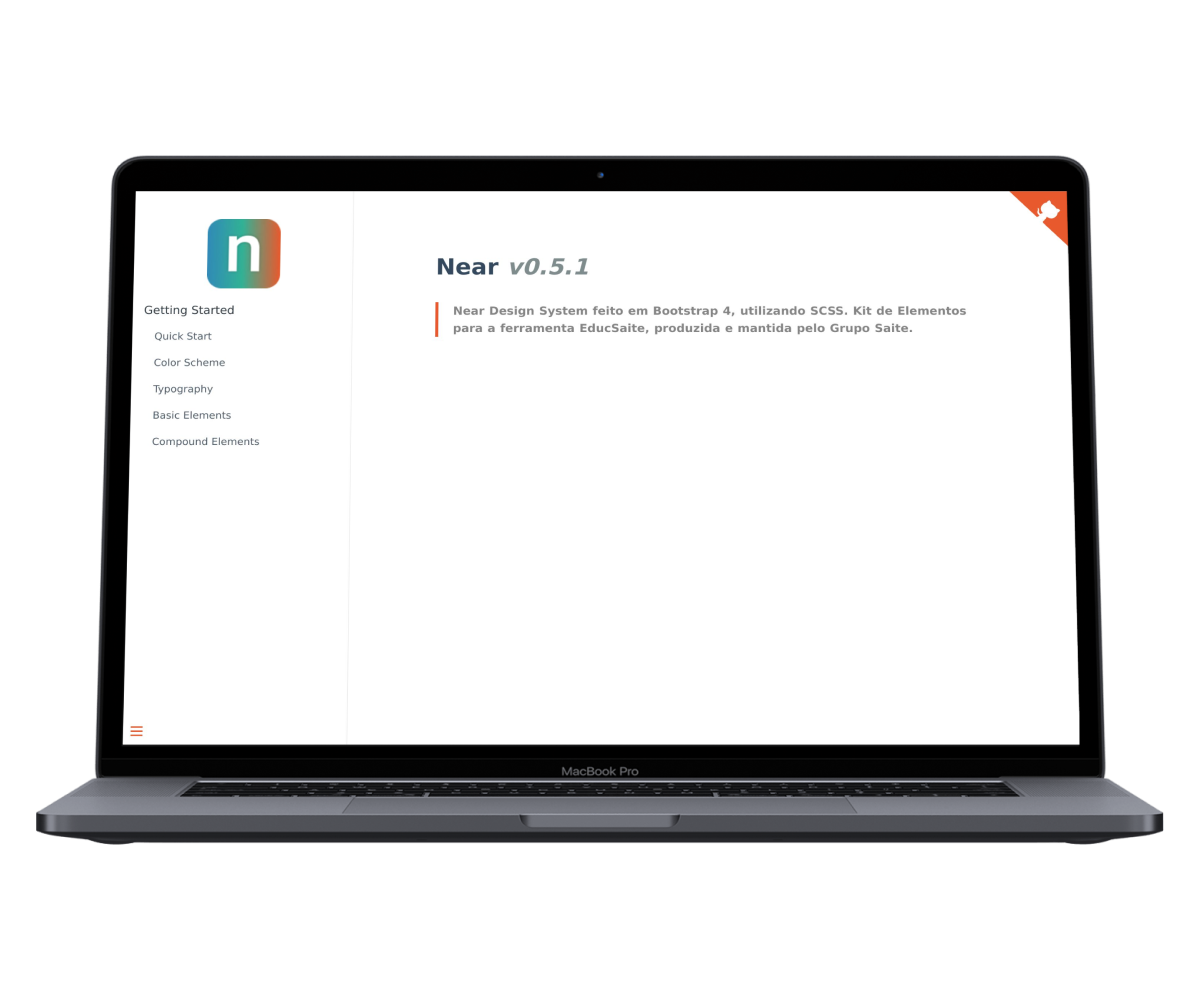 n
Getting Started
Quick Start
Color Scheme
Typography
Basic Elements
Compound Elements
Near v0.5.1
Near Design System feito em Bootstrap 4, utilizando SCSS. Kit de Elementos
para a ferramenta EducSaite, produzida e mantida pelo Grupo Saite.
MacBook Pro